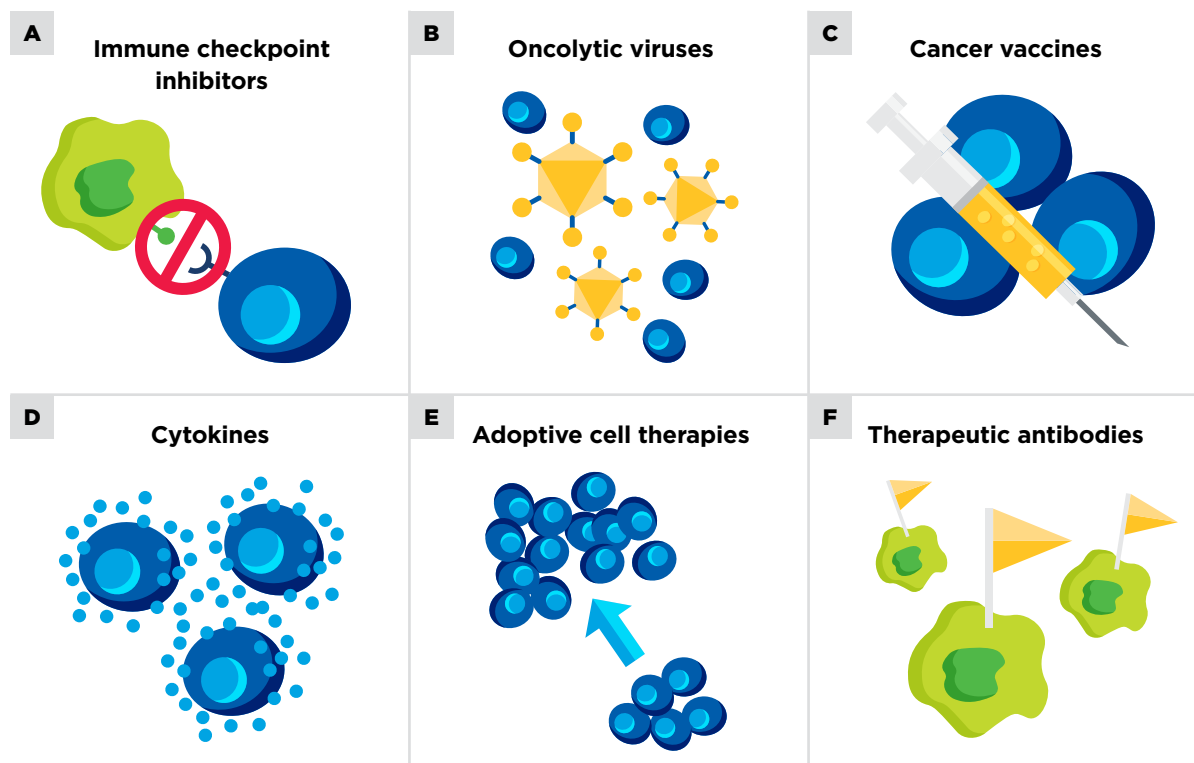 A
Immune checkpoint
inhibitors
B
Oncolytic viruses
C
Cancer vaccines
D
Cytokines
E
Adoptive cell therapies
F
Therapeutic antibodies